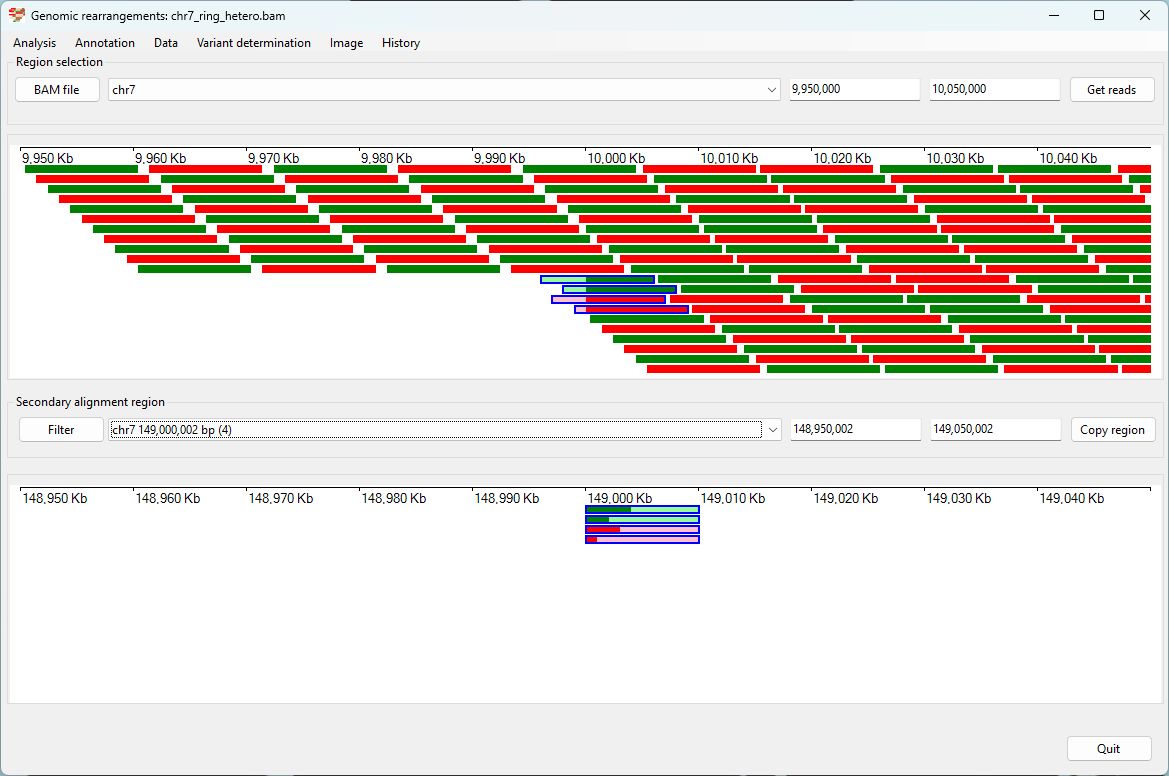 Genomic rearrangements: chr7_ring_hetero.bam
Analysis Annotation Data Variant determination Image History
Region selection
BAM file chr7 9,950,000 10,050,000 Get reads
9,950 Kb 9,960 Kb 9,970 Kb 9,980 Kb 9,990 Kb 10,000 Kb 10,010 Kb 10,020 Kb 10,030 Kb 10,040 Kb
Secondary alignment region
Filter chr7 149,000,002 bp (4) 148,950,002 149,050,002 Copy region
148,950 Kb 148,960 Kb 148,970 Kb 148,980 Kb 148,990 Kb 149,000 Kb 149,010 Kb 149,020 Kb 149,030 Kb 149,040 Kb
Quit